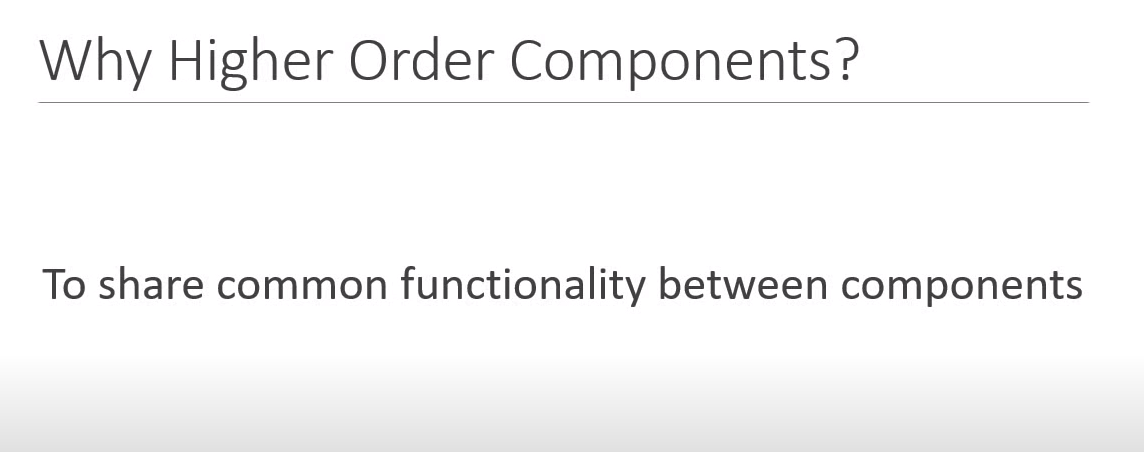 Why Higher Order Components?
To share common functionality between components